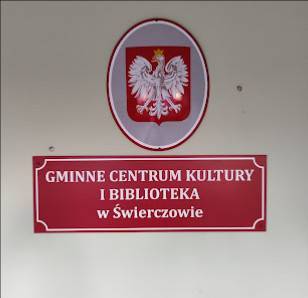 GMINNE CENTRUM KULTURY
I BIBLIOTEKA
w Świerczowie